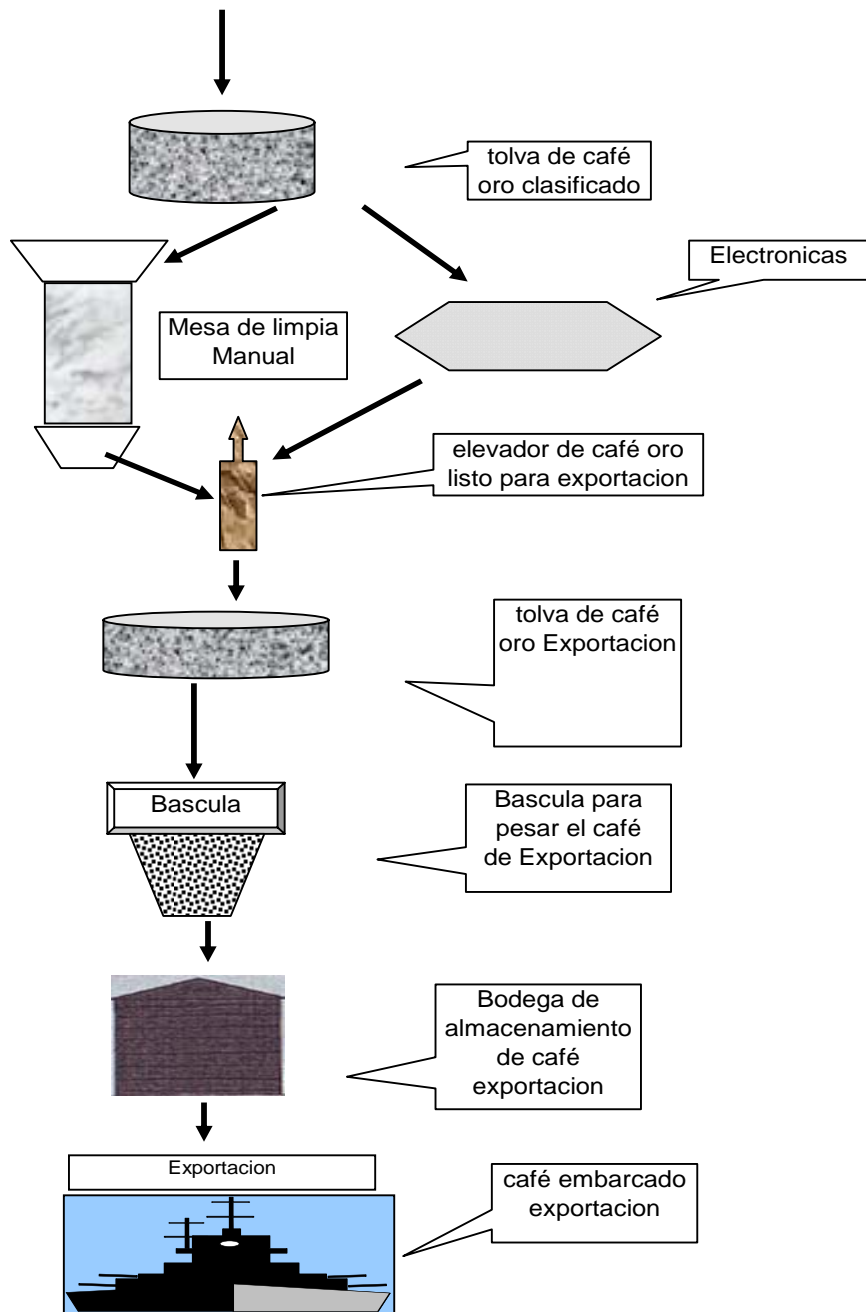 tolva de café
oro clasificado
Electronicas
Mesa de limpia
Manual
elevador de café oro
listo para exportacion
tolva de café
oro Exportacion
Bascula
Bascula para
pesar el café
de Exportacion
Bodega de
almacenamiento
de café
exportacion
Exportacion
café embarcado
exportacion